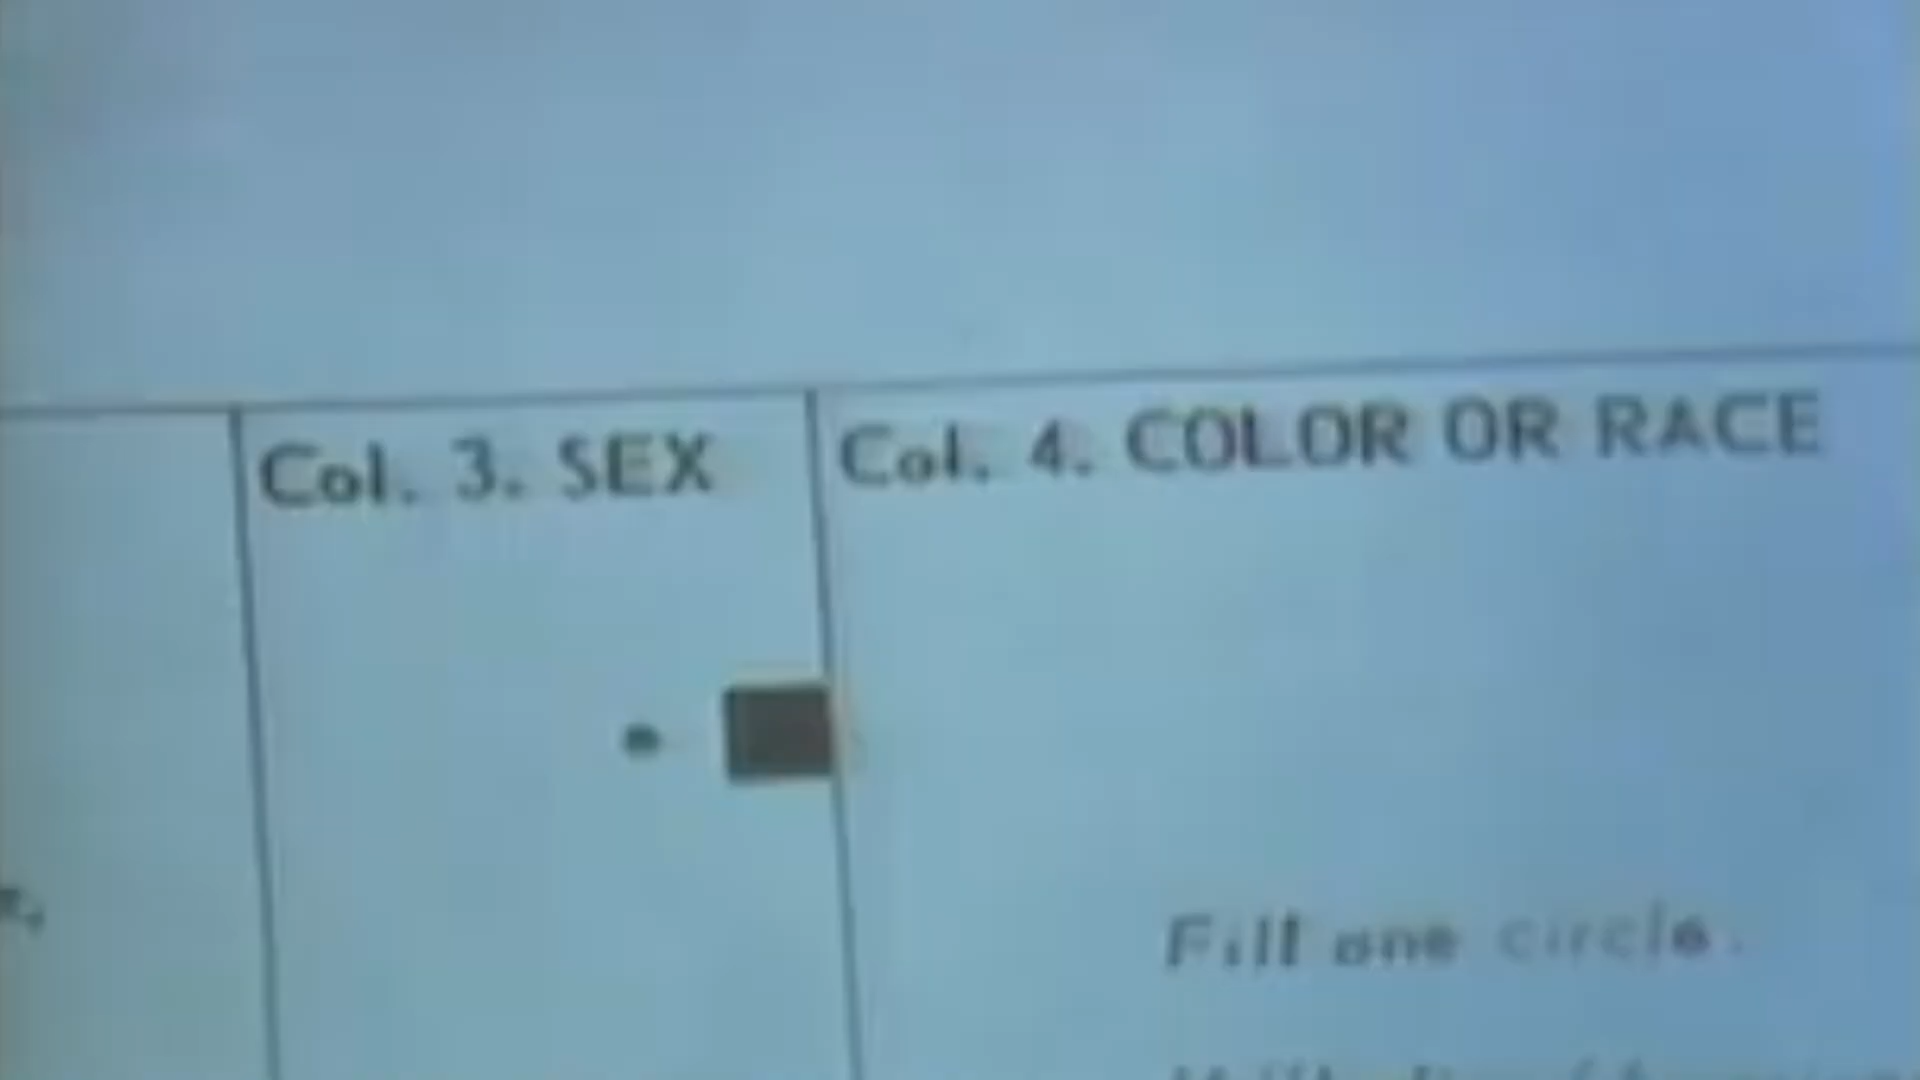 Col. 3. SEX
Col. 4. COLOR OR RACE
Fill one circle.